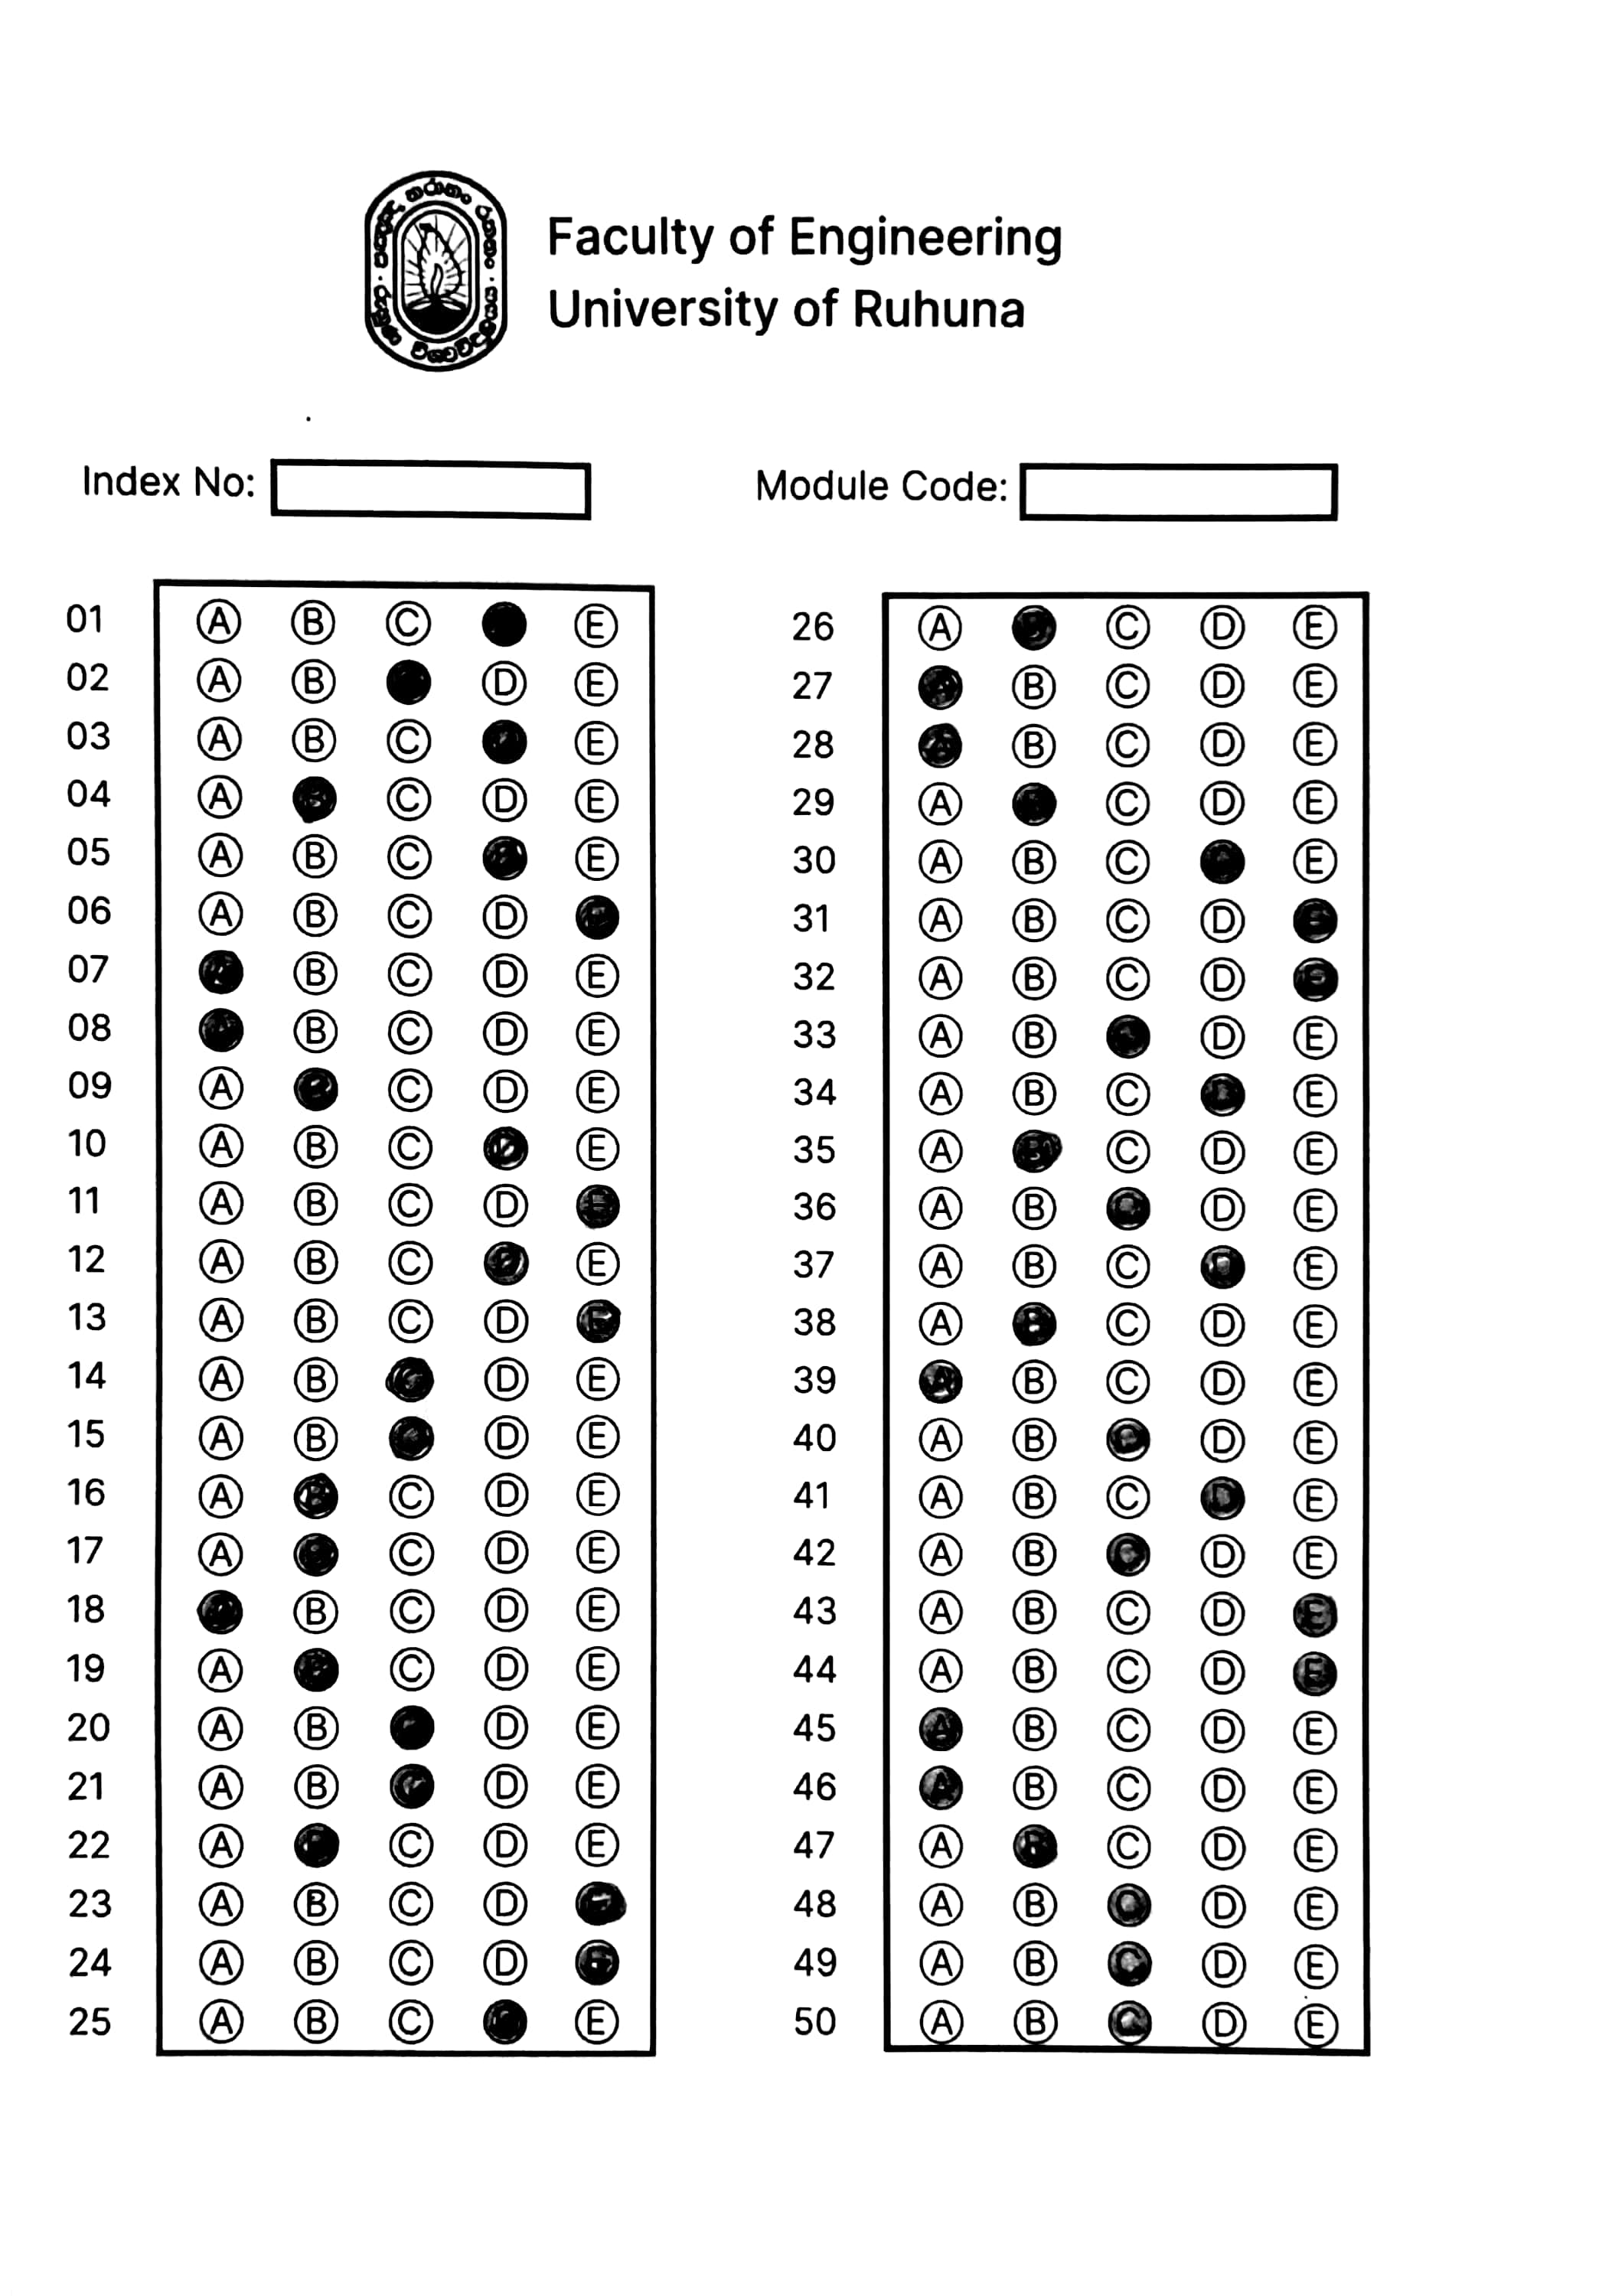 Faculty of Engineering
University of Ruhuna
Index No:
Module Code:
01 A B C E
02 A B D E
03 A B C E
04 A C D E
05 A B C E
06 A B C D
07 B C D E
08 B C D E
09 A C D E
10 A B C D E
11 A B C D E
12 A B C E
13 A B C D E
14 A B D E
15 A B D E
16 A B C D E
17 A C D E
18 B C D E
19 A C D E
20 A B D E
21 A B C D E
22 A C D E
23 A B C D
24 A B C D E
25 A B C E
26 A C D E
27 B C D E
28 A B C D E
29 A C D E
30 A B C E
31 A B C D E
32 A B C D E
33 A B D E
34 A B C E
35 A B C D E
36 A B D E
37 A B C E
38 A B C D E
39 A B C D E
40 A B D E
41 A B C D E
42 A B C D E
43 A B C D E
44 A B C D E
45 A B C D E
46 A B C D E
47 A B C D E
48 A B C D E
49 A B C D E
50 A B C D E